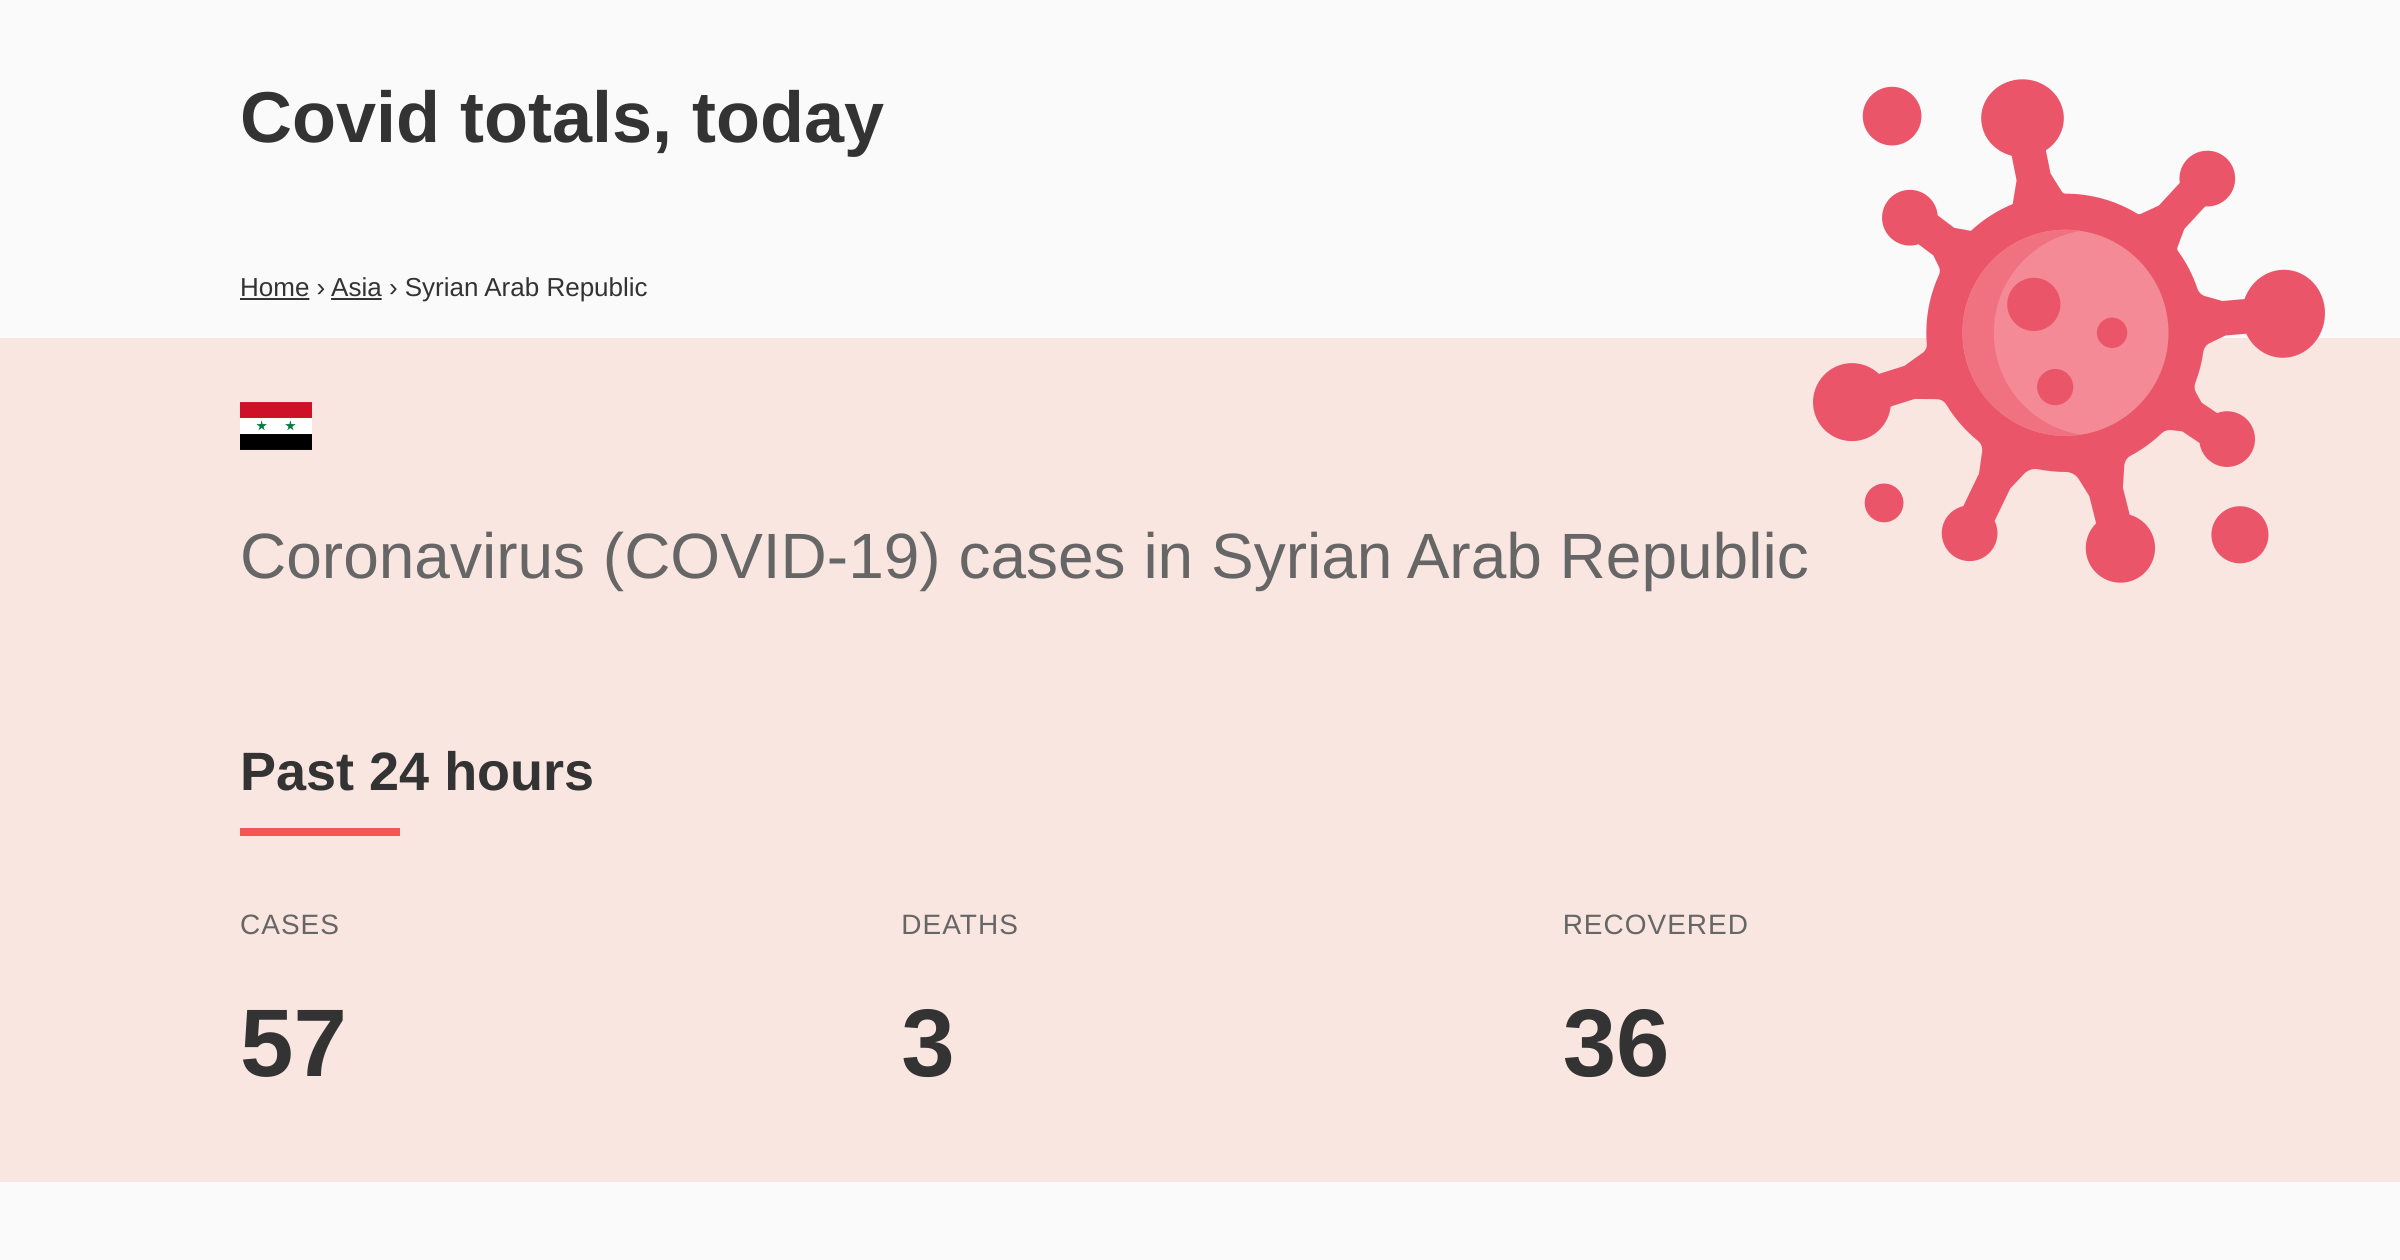 Covid totals, today
Home › Asia › Syrian Arab Republic
Coronavirus (COVID-19) cases in Syrian Arab Republic
Past 24 hours
CASES
DEATHS
RECOVERED
57
3
36